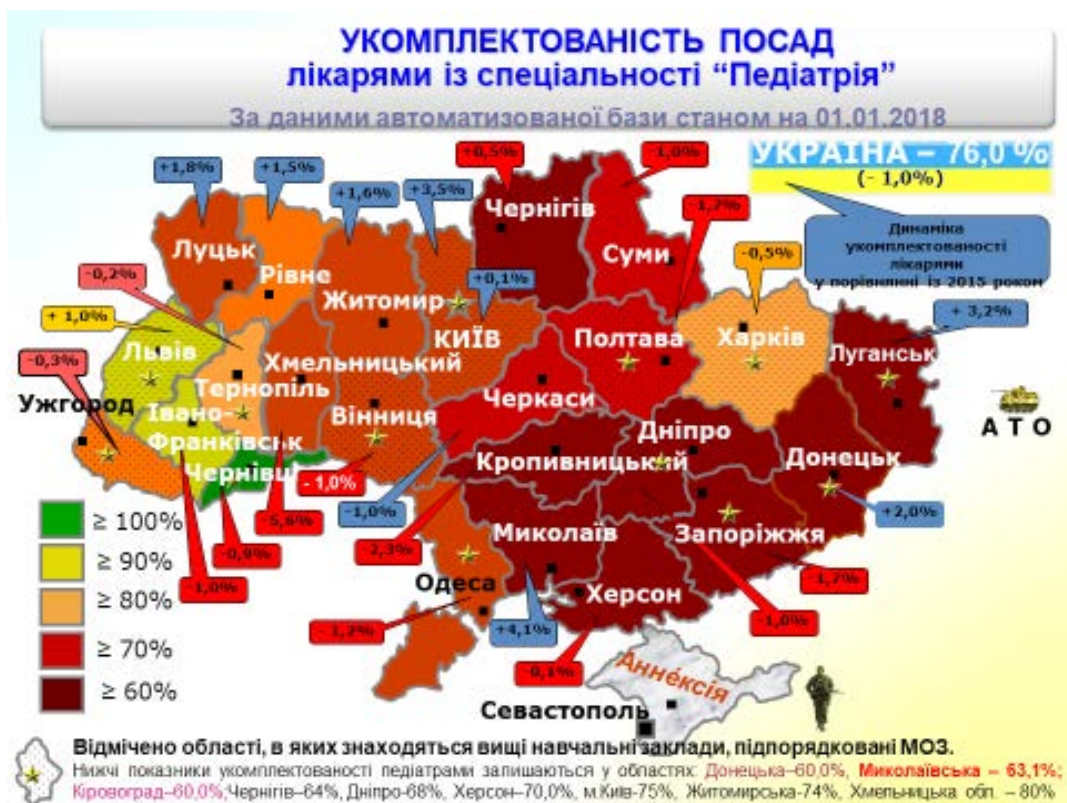 УКОМПЛЕКТОВАНІСТЬ ПОСАД
лікарями із спеціальності “Педіатрія”
За даними автоматизованої бази станом на 01.01.2018
УКРАЇНА – 76,0 %
(- 1,0%)
Динаміка
укомплектованості
лікарями
у порівнянні із 2015 роком
+1,8%
+1,5%
+1,6%
+3,5%
+0,5%
-1,0%
-1,7%
-0,5%
+ 3,2%
-0,2%
+ 1,0%
-0,3%
+0,1%
Луцьк
Рівне
Житомир
КИЇВ
Чернігів
Суми
Полтава
Харків
Луганськ
Львів
Тернопіль
Хмельницький
Вінниця
Черкаси
Ужгород
Івано-
Франківськ
Чернівці
Кропивницький
Дніпро
Донецьк
Запоріжжя
Миколаїв
Херсон
Одеса
А Т О
- 1,0%
-1,0%
-5,6%
-0,9%
-1,0%
-2,3%
- 1,2%
+4,1%
-0,1%
-1,0%
-1,7%
+2,0%
≥ 100%
≥ 90%
≥ 80%
≥ 70%
≥ 60%
Аннéксія
Севастополь
Відмічено області, в яких знаходяться вищі навчальні заклади, підпорядковані МОЗ.
Нижчі показники укомплектованості педіатрами залишаються у областях: Донецька–60,0%, Миколаївська – 63,1%;
Кіровоград–60,0%;Чернігів–64%, Дніпро-68%, Херсон–70,0%, м.Київ-75%, Житомирська-74%, Хмельницька обл. – 80%